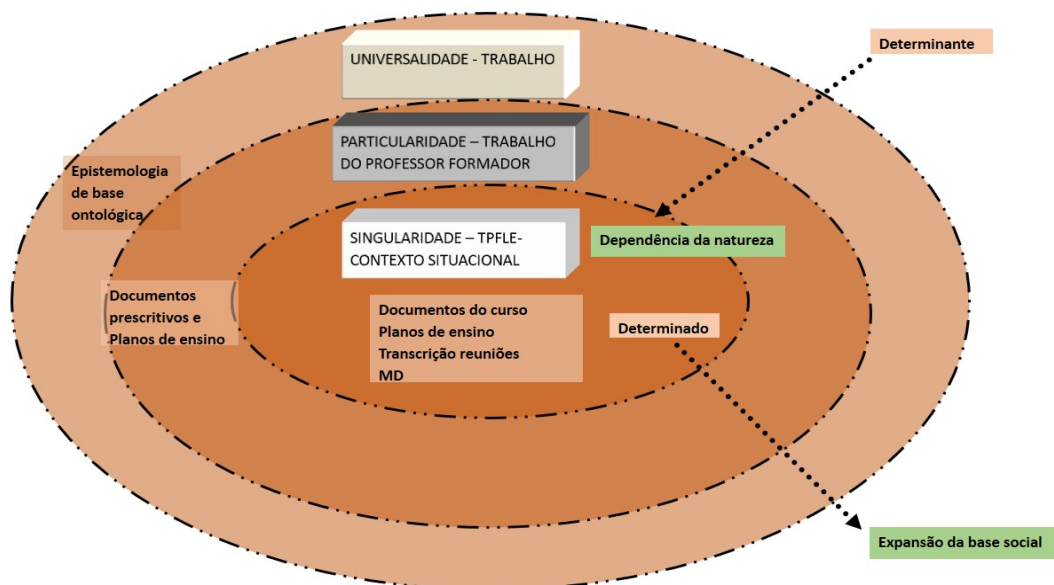 UNIVERSALIDADE - TRABALHO
Determinante
PARTICULARIDADE – TRABALHO
DO PROFESSOR FORMADOR
Epistemologia
de base
ontológica
SINGULARIDADE – TPFLE-
CONTEXTO SITUACIONAL
Dependência da natureza
Documentos
prescritivos e
Planos de ensino
Documentos do curso
Planos de ensino
Transcrição reuniões
MD
Determinado
Expansão da base social